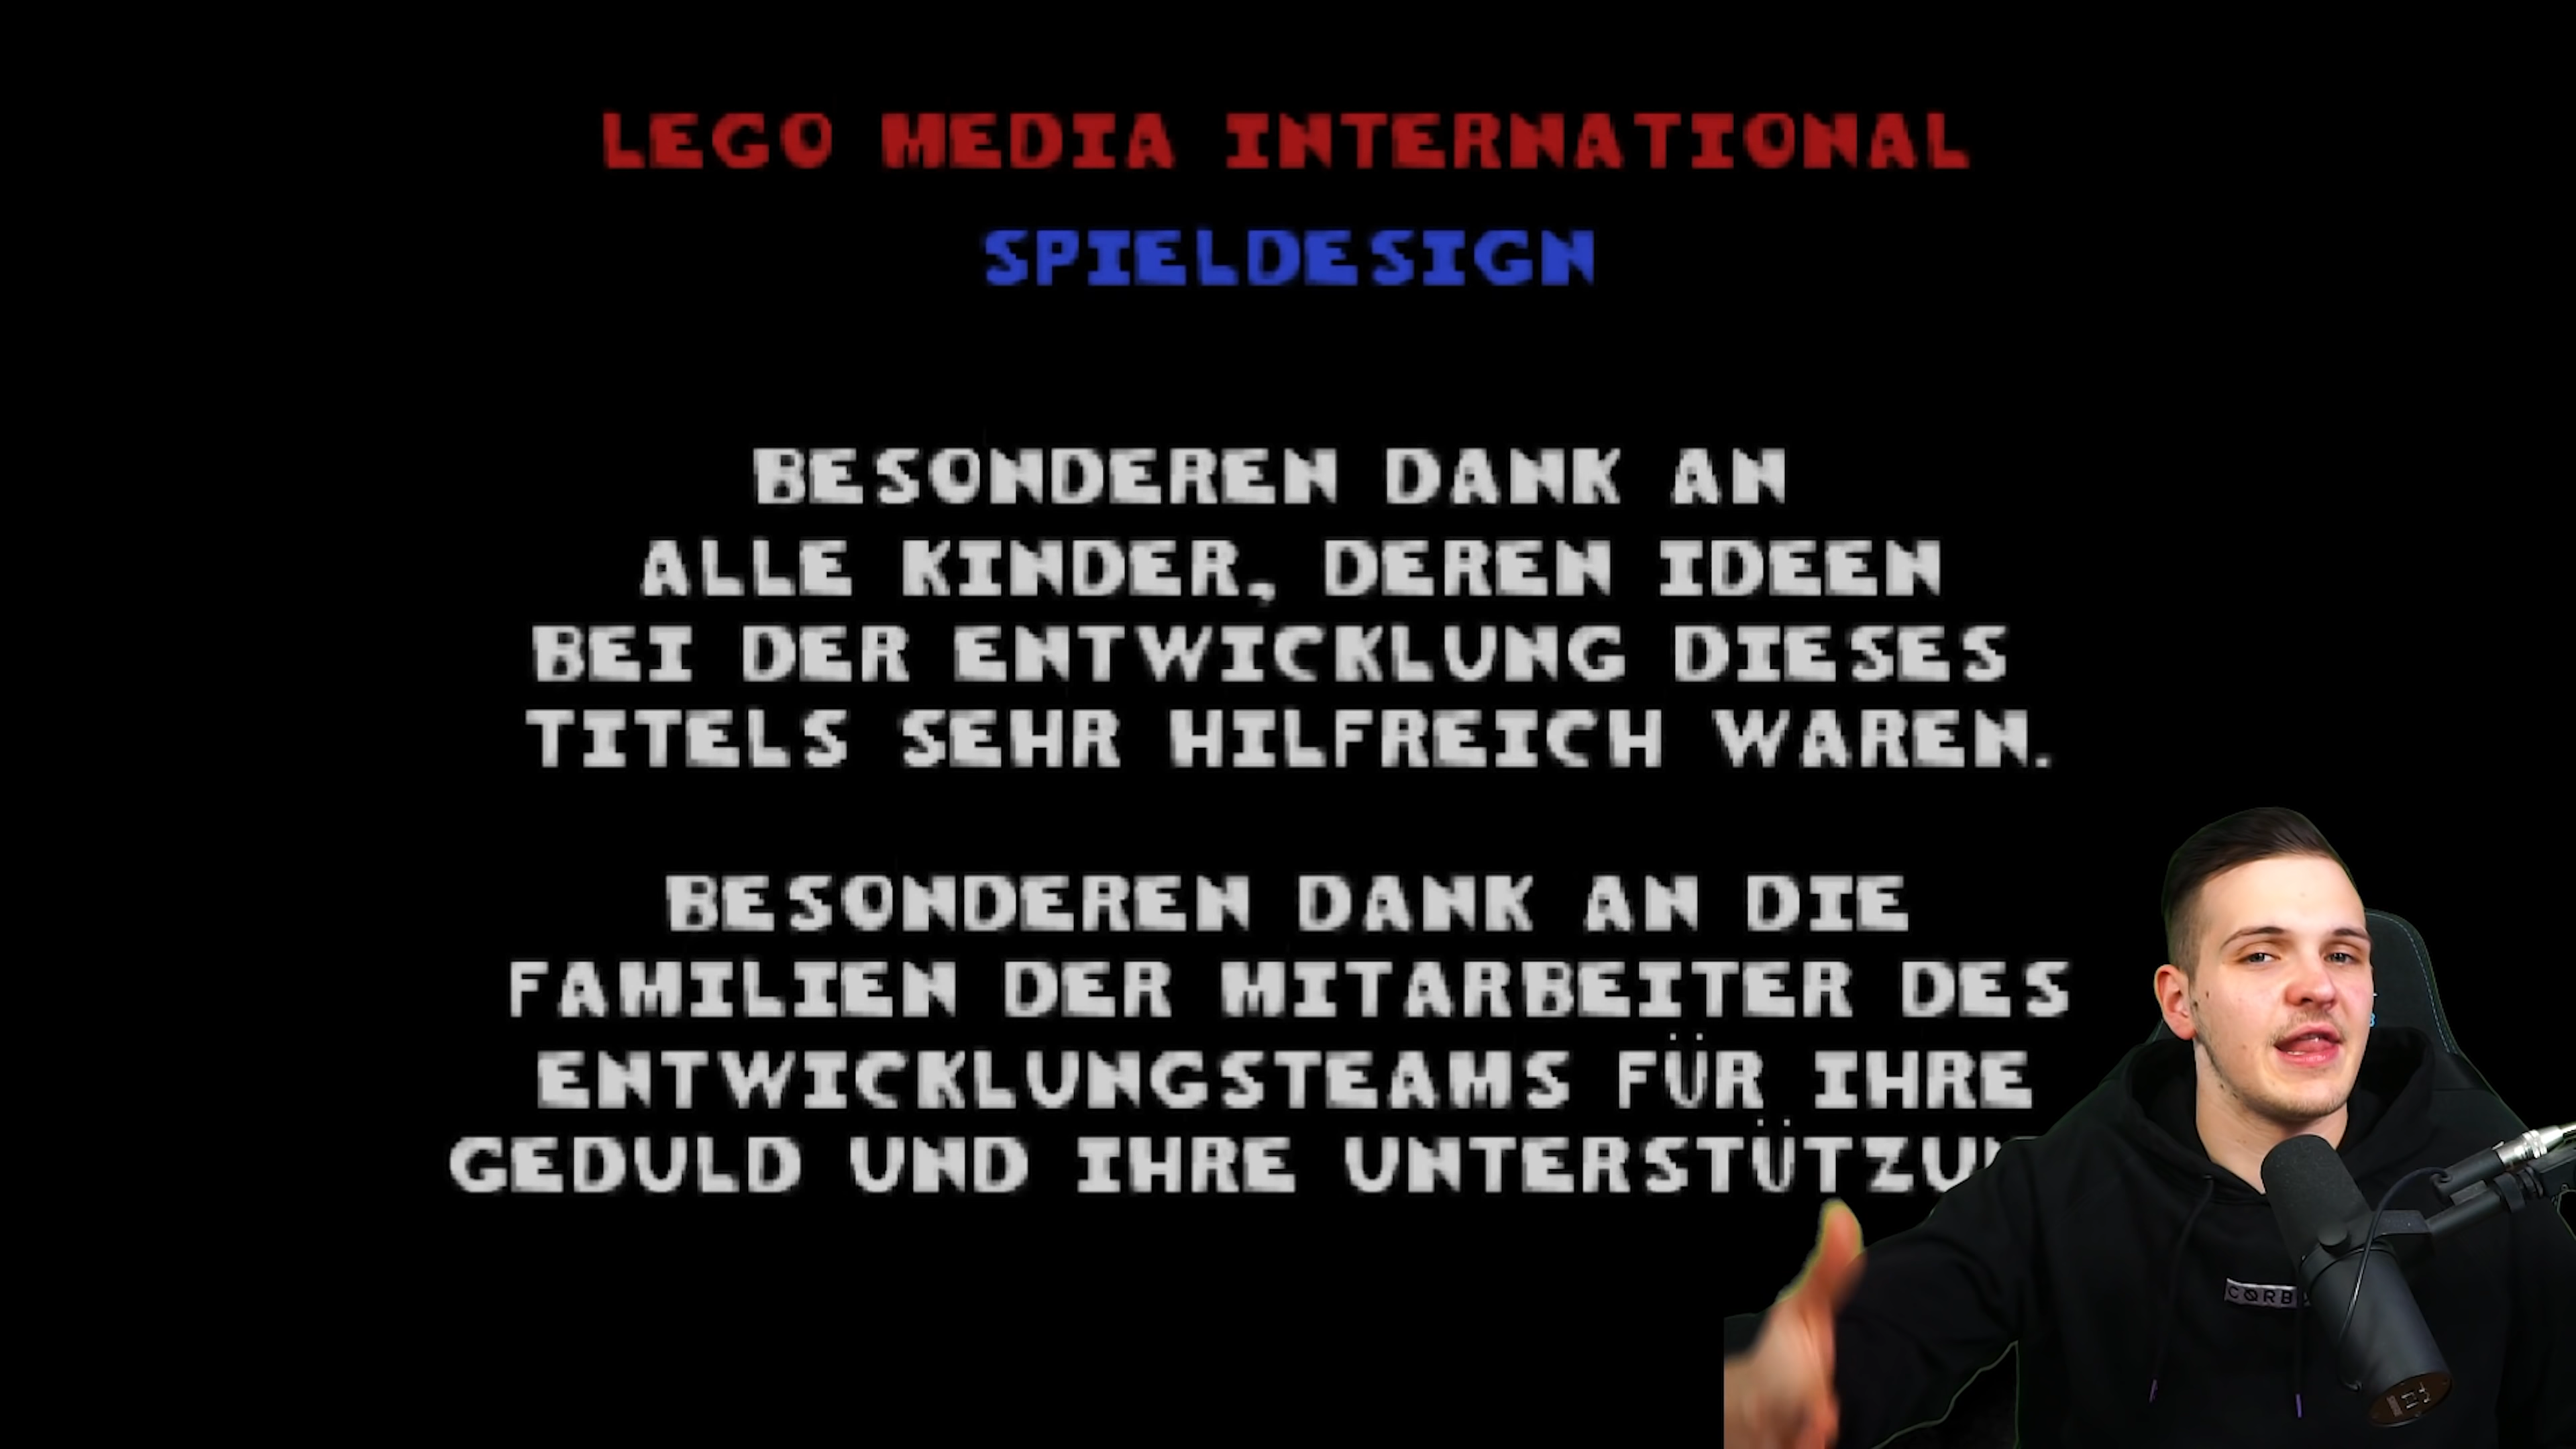 LEGO MEDIA INTERNATIONAL
SPIELDESIGN
BESONDEREN DANK AN
ALLE KINDER, DEREN IDEEN
BEI DER ENTWICKLUNG DIESES
TITELS SEHR HILFREICH WAREN.
BESONDEREN DANK AN DIE
FAMILIEN DER MITARBEITER DES
ENTWICKLUNGSTEAMS FÜR IHRE
GEDULD UND IHRE